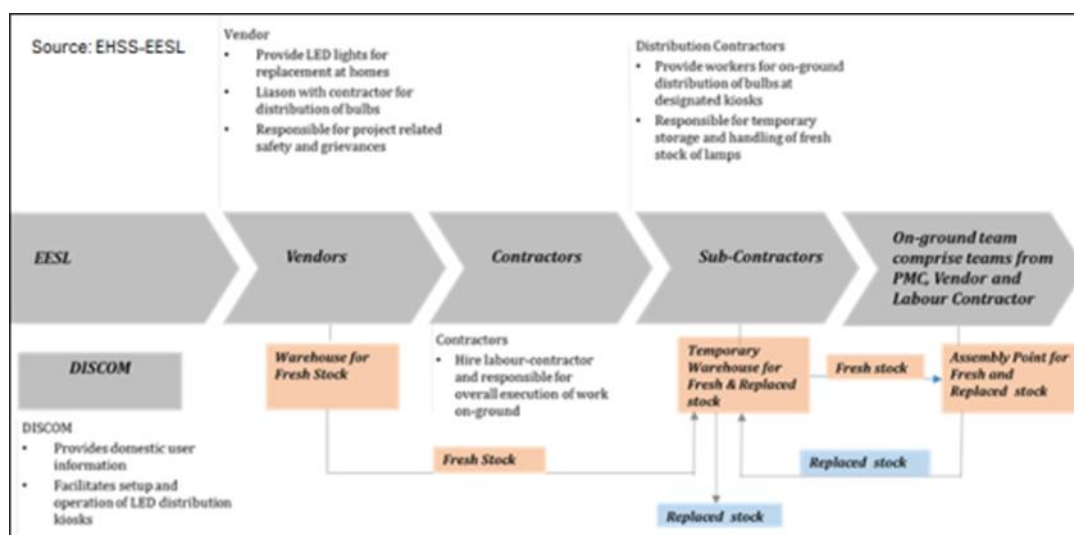 Source: EHSS-EESL
Vendor
• Provide LED lights for
replacement at homes
• Liason with contractor for
distribution of bulbs
• Responsible for project related
safety and grievances
Distribution Contractors
• Provide workers for on-ground
distribution of bulbs at
designated kiosks
• Responsible for temporary
storage and handling of fresh
stock of lamps
EESL
Vendors
Contractors
Sub-Contractors
On-ground team
comprise teams from
PMC, Vendor and
Labour Contractor
DISCOM
DISCOM
• Provides domestic user
information
• Facilitates setup and
operation of LED distribution
kiosks
Warehouse for
Fresh Stock
Contractors
• Hire labour-contractor
and responsible for
overall execution of work
on-ground
Fresh Stock
Temporary
Warehouse for
Fresh & Replaced
stock
Fresh stock
Assembly Point for
Fresh and
Replaced stock
Replaced stock
Replaced stock